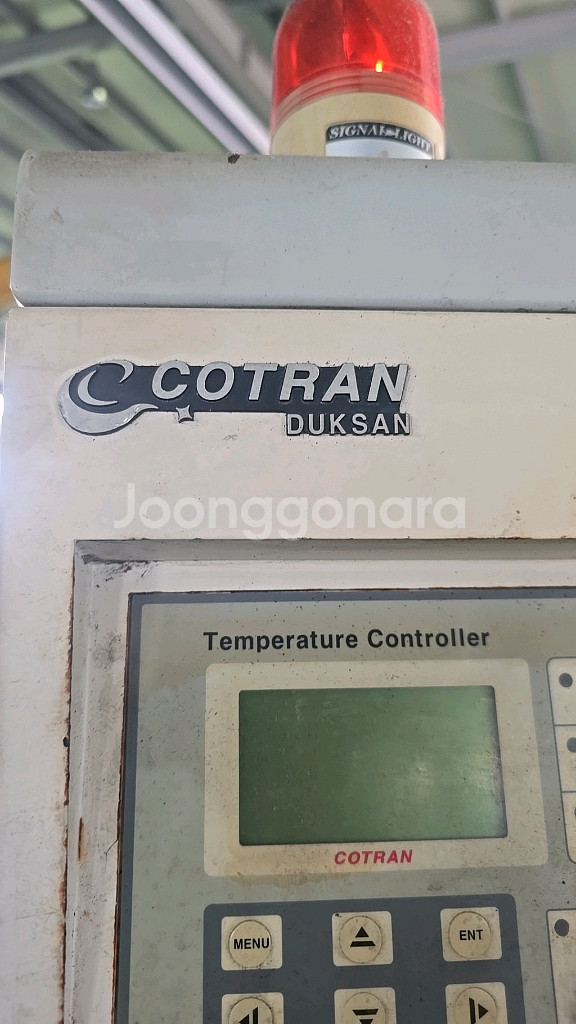 SIGNAL-LIGHT
COTRAN
DUKSAN
Joonggonara
Temperature Controller
COTRAN
MENU
ENT